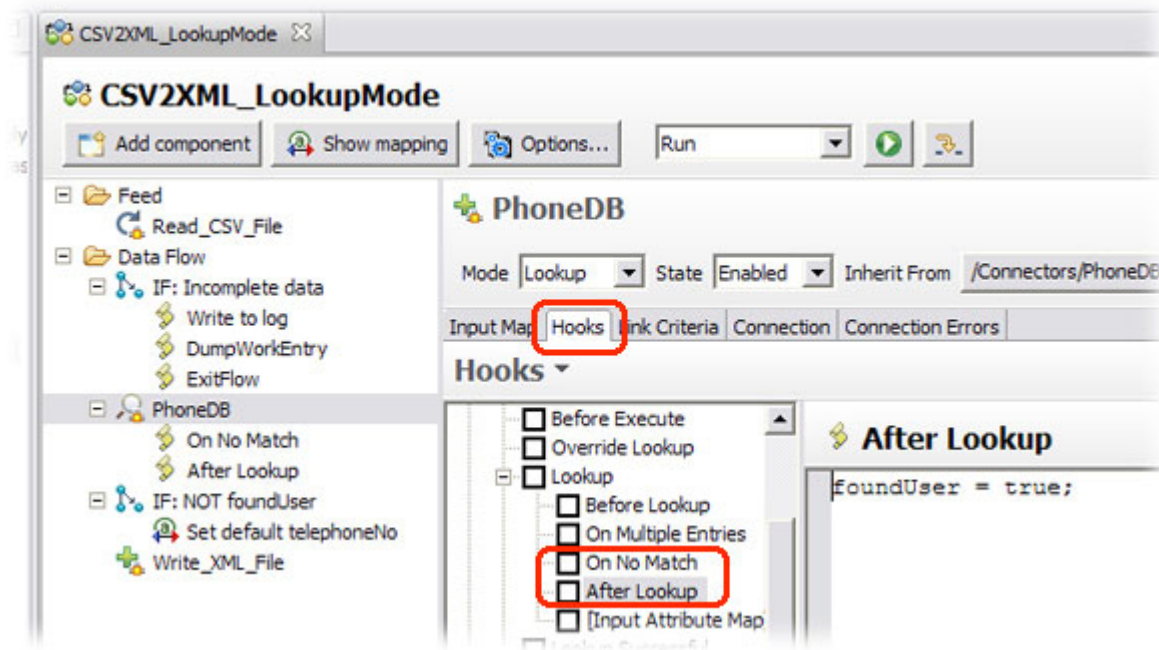 CSV2XML_LookupMode
CSV2XML_LookupMode
Add component
Show mapping
Options...
Run
Feed
Read_CSV_File
Data Flow
IF: Incomplete data
Write to log
DumpWorkEntry
ExitFlow
PhoneDB
On No Match
After Lookup
IF: NOT foundUser
Set default telephoneNo
Write_XML_File
PhoneDB
Mode Lookup State Enabled Inherit From /Connectors/PhoneDB
Input Map Hooks Link Criteria Connection Connection Errors
Hooks
Before Execute
Override Lookup
Lookup
Before Lookup
On Multiple Entries
On No Match
After Lookup
[Input Attribute Map
After Lookup
foundUser = true;